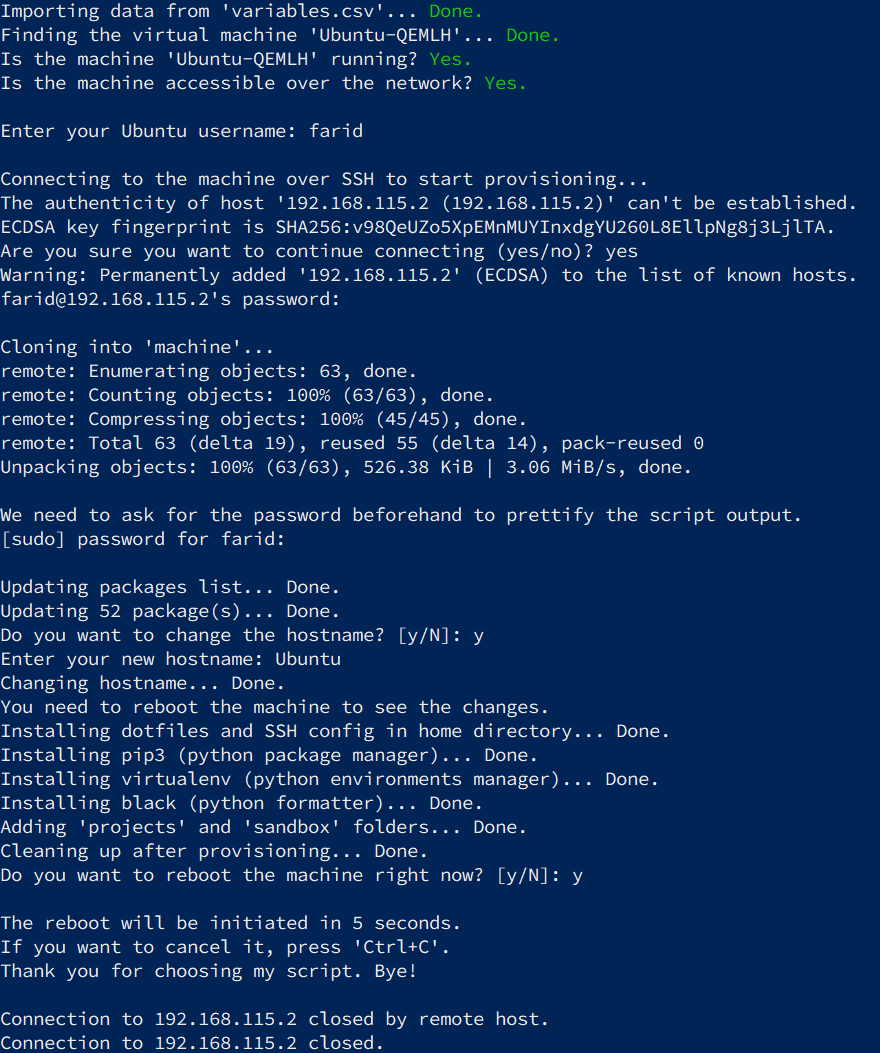 Importing data from 'variables.csv'... Done.
Finding the virtual machine 'Ubuntu-QEMLH'... Done.
Is the machine 'Ubuntu-QEMLH' running? Yes.
Is the machine accessible over the network? Yes.
Enter your Ubuntu username: farid
Connecting to the machine over SSH to start provisioning...
The authenticity of host '192.168.115.2 (192.168.115.2)' can't be established.
ECDSA key fingerprint is SHA256:v98QeUZo5XpEMnMUYInxdgYU260L8EllpNg8j3LjlTA.
Are you sure you want to continue connecting (yes/no)? yes
Warning: Permanently added '192.168.115.2' (ECDSA) to the list of known hosts.
farid@192.168.115.2's password:
Cloning into 'machine'...
remote: Enumerating objects: 63, done.
remote: Counting objects: 100% (63/63), done.
remote: Compressing objects: 100% (45/45), done.
remote: Total 63 (delta 19), reused 55 (delta 14), pack-reused 0
Unpacking objects: 100% (63/63), 526.38 KiB | 3.06 MiB/s, done.
We need to ask for the password beforehand to prettify the script output.
[sudo] password for farid:
Updating packages list... Done.
Updating 52 package(s)... Done.
Do you want to change the hostname? [y/N]: y
Enter your new hostname: Ubuntu
Changing hostname... Done.
You need to reboot the machine to see the changes.
Installing dotfiles and SSH config in home directory... Done.
Installing pip3 (python package manager)... Done.
Installing virtualenv (python environments manager)... Done.
Installing black (python formatter)... Done.
Adding 'projects' and 'sandbox' folders... Done.
Cleaning up after provisioning... Done.
Do you want to reboot the machine right now? [y/N]: y
The reboot will be initiated in 5 seconds.
If you want to cancel it, press 'Ctrl+C'.
Thank you for choosing my script. Bye!
Connection to 192.168.115.2 closed by remote host.
Connection to 192.168.115.2 closed.